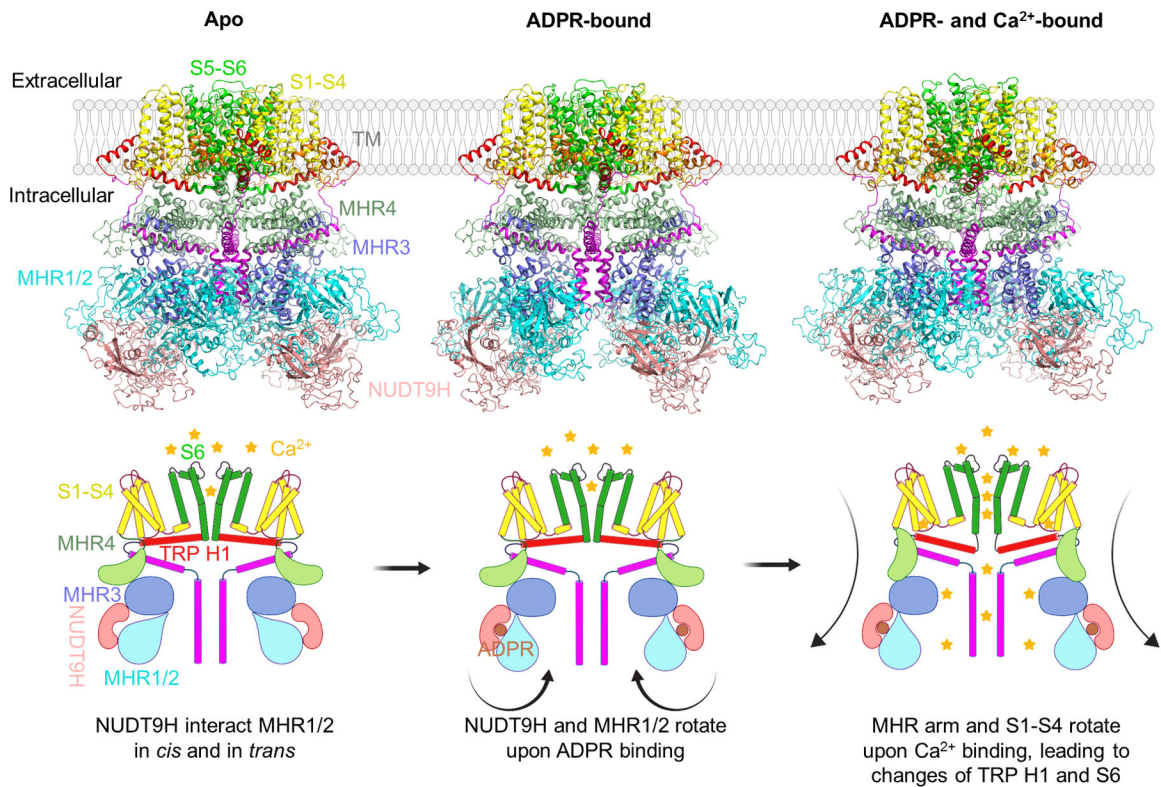 Apo
ADPR-bound
ADPR- and Ca²⁺-bound
Extracellular
S5-S6
S1-S4
TM
Intracellular
MHR4
MHR3
MHR1/2
NUDT9H
S6
Ca²⁺
S1-S4
MHR4
TRP H1
MHR3
NUDT9H
MHR1/2
ADPR
NUDT9H interact MHR1/2
in cis and in trans
NUDT9H and MHR1/2 rotate
upon ADPR binding
MHR arm and S1-S4 rotate
upon Ca²⁺ binding, leading to
changes of TRP H1 and S6